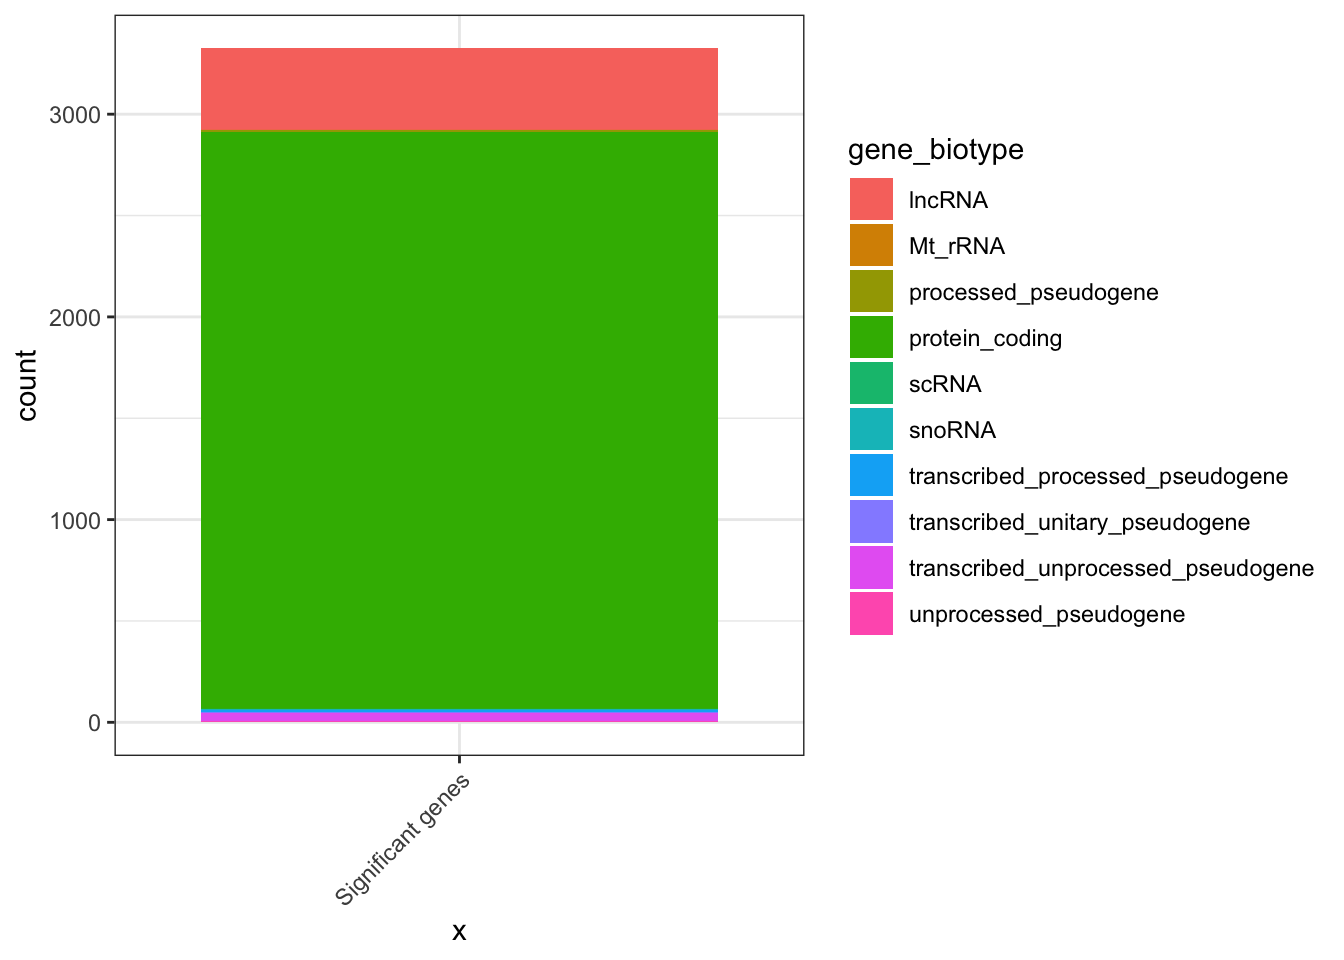 3000
2000
1000
0
count
Significant genes
x
gene_biotype
lncRNA
Mt_rRNA
processed_pseudogene
protein_coding
scRNA
snoRNA
transcribed_processed_pseudogene
transcribed_unitary_pseudogene
transcribed_unprocessed_pseudogene
unprocessed_pseudogene